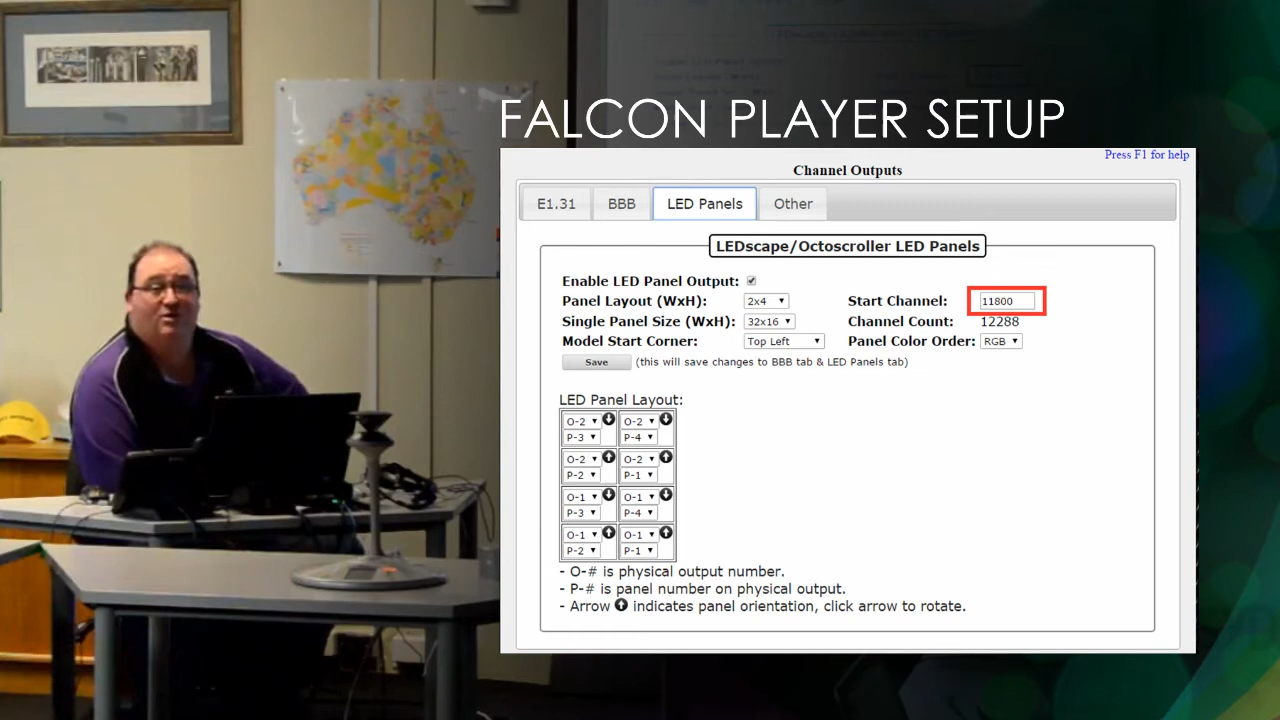 FALCON PLAYER SETUP
Press F1 for help
Channel Outputs
E1.31 BBB LED Panels Other
LEDscape/Octoscroller LED Panels
Enable LED Panel Output:
Panel Layout (WxH): 2x4 Start Channel: 11800
Single Panel Size (WxH): 32x16 Channel Count: 12288
Model Start Corner: Top Left Panel Color Order: RGB
Save (this will save changes to BBB tab & LED Panels tab)
LED Panel Layout:
O-2 O-2
P-3 P-4
O-2 O-2
P-2 P-1
O-1 O-1
P-3 P-4
O-1 O-1
P-2 P-1
- O-# is physical output number.
- P-# is panel number on physical output.
- Arrow indicates panel orientation, click arrow to rotate.